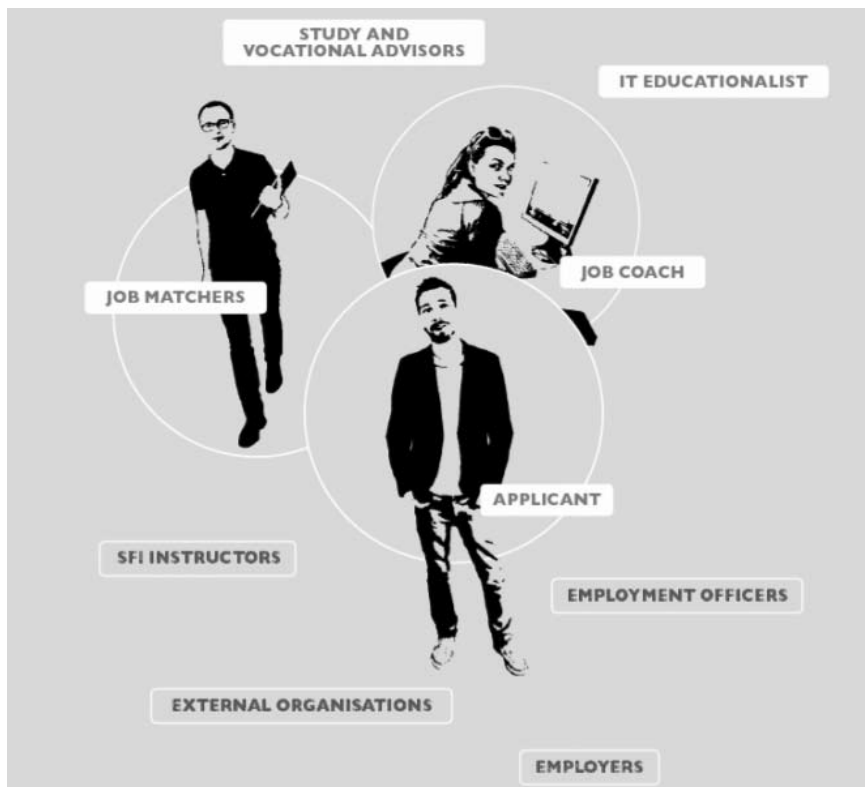 STUDY AND
VOCATIONAL ADVISORS
IT EDUCATIONALIST
JOB COACH
JOB MATCHERS
APPLICANT
SFI INSTRUCTORS
EMPLOYMENT OFFICERS
EXTERNAL ORGANISATIONS
EMPLOYERS